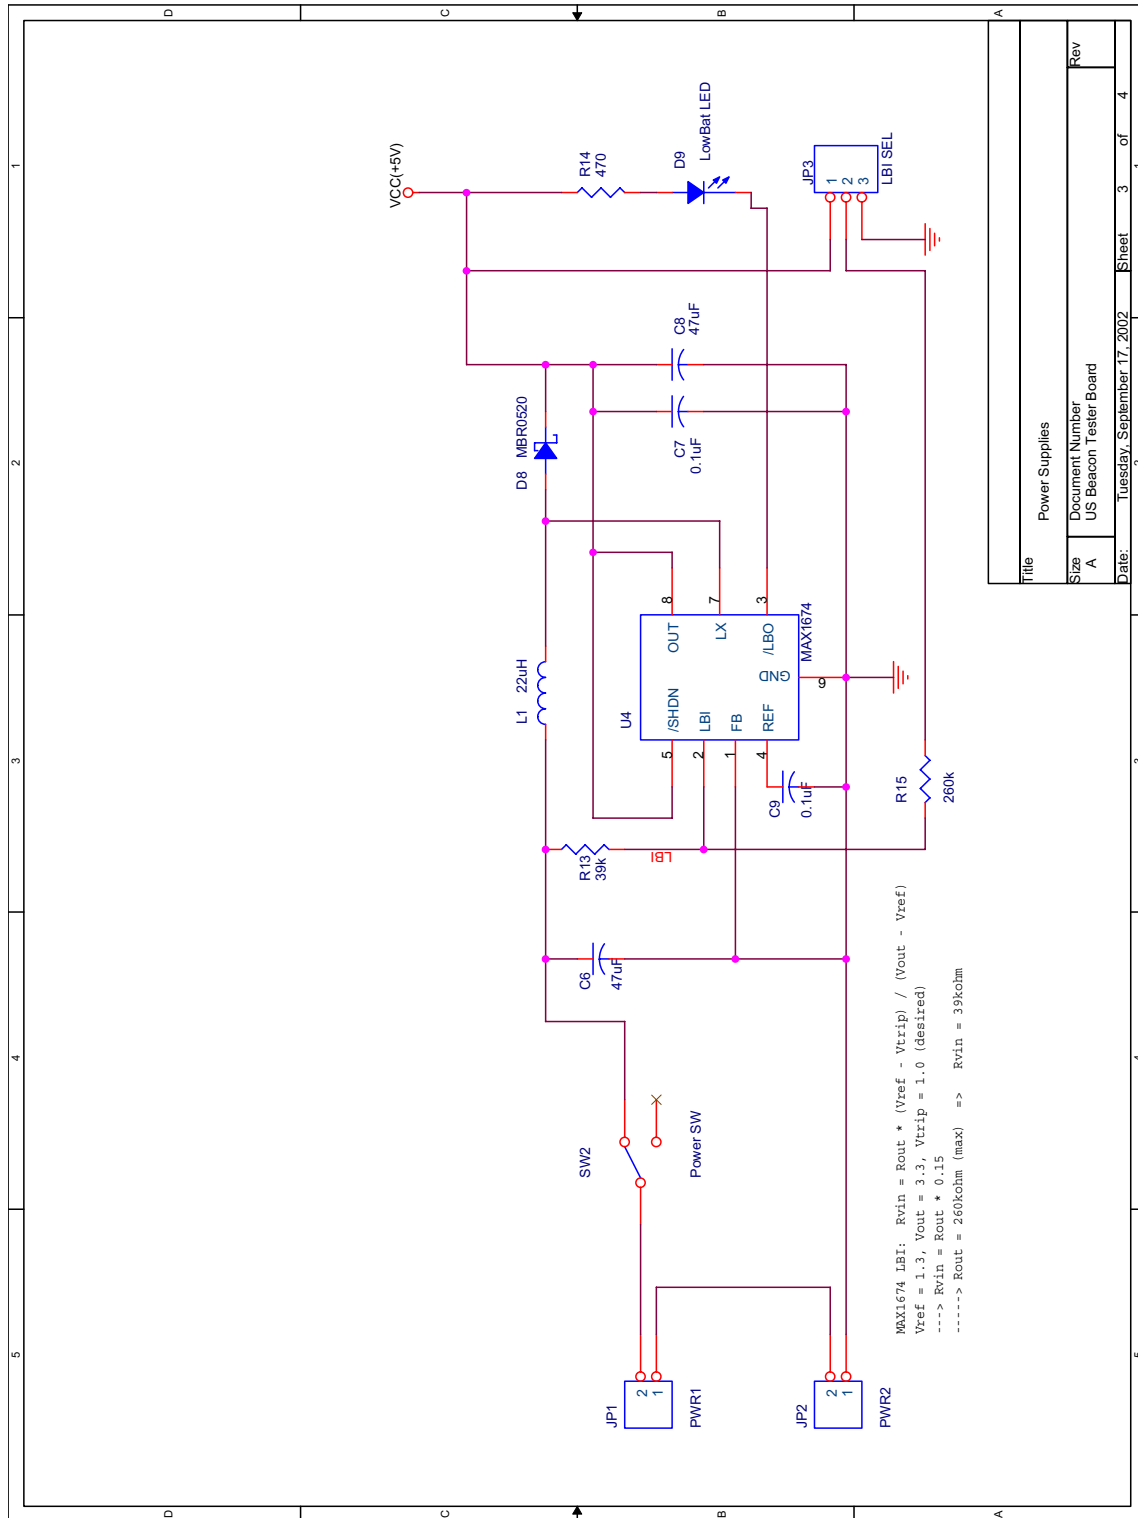 5
4
3
2
1
D
C
B
A
VCC(+5V)
R14
470
D9
LowBat LED
D8 MBR0520
C8
47uF
C7
0.1uF
L1 22uH
JP3
1
2
3
LBI SEL
U4
/SHDN
LBI
FB
REF
OUT
LX
/LBO
GND
MAX1674
5
2
1
4
8
7
3
9
R13
39k
LBI
C9
0.1uF
R15
260k
C6
47uF
SW2
Power SW
JP1
2
1
PWR1
JP2
2
1
PWR2
MAX1674 LBI: Rvin = Rout * (Vref - Vtrip) / (Vout - Vref)
Vref = 1.3, Vout = 3.3, Vtrip = 1.0 (desired)
---> Rvin = Rout * 0.15
-----> Rout = 260kohm (max) => Rvin = 39kohm
Title
Power Supplies
Size
A
Document Number
US Beacon Tester Board
Rev
Date:
Tuesday, September 17, 2002
Sheet
3
of
4
5
4
3
2
1
D
C
B
A